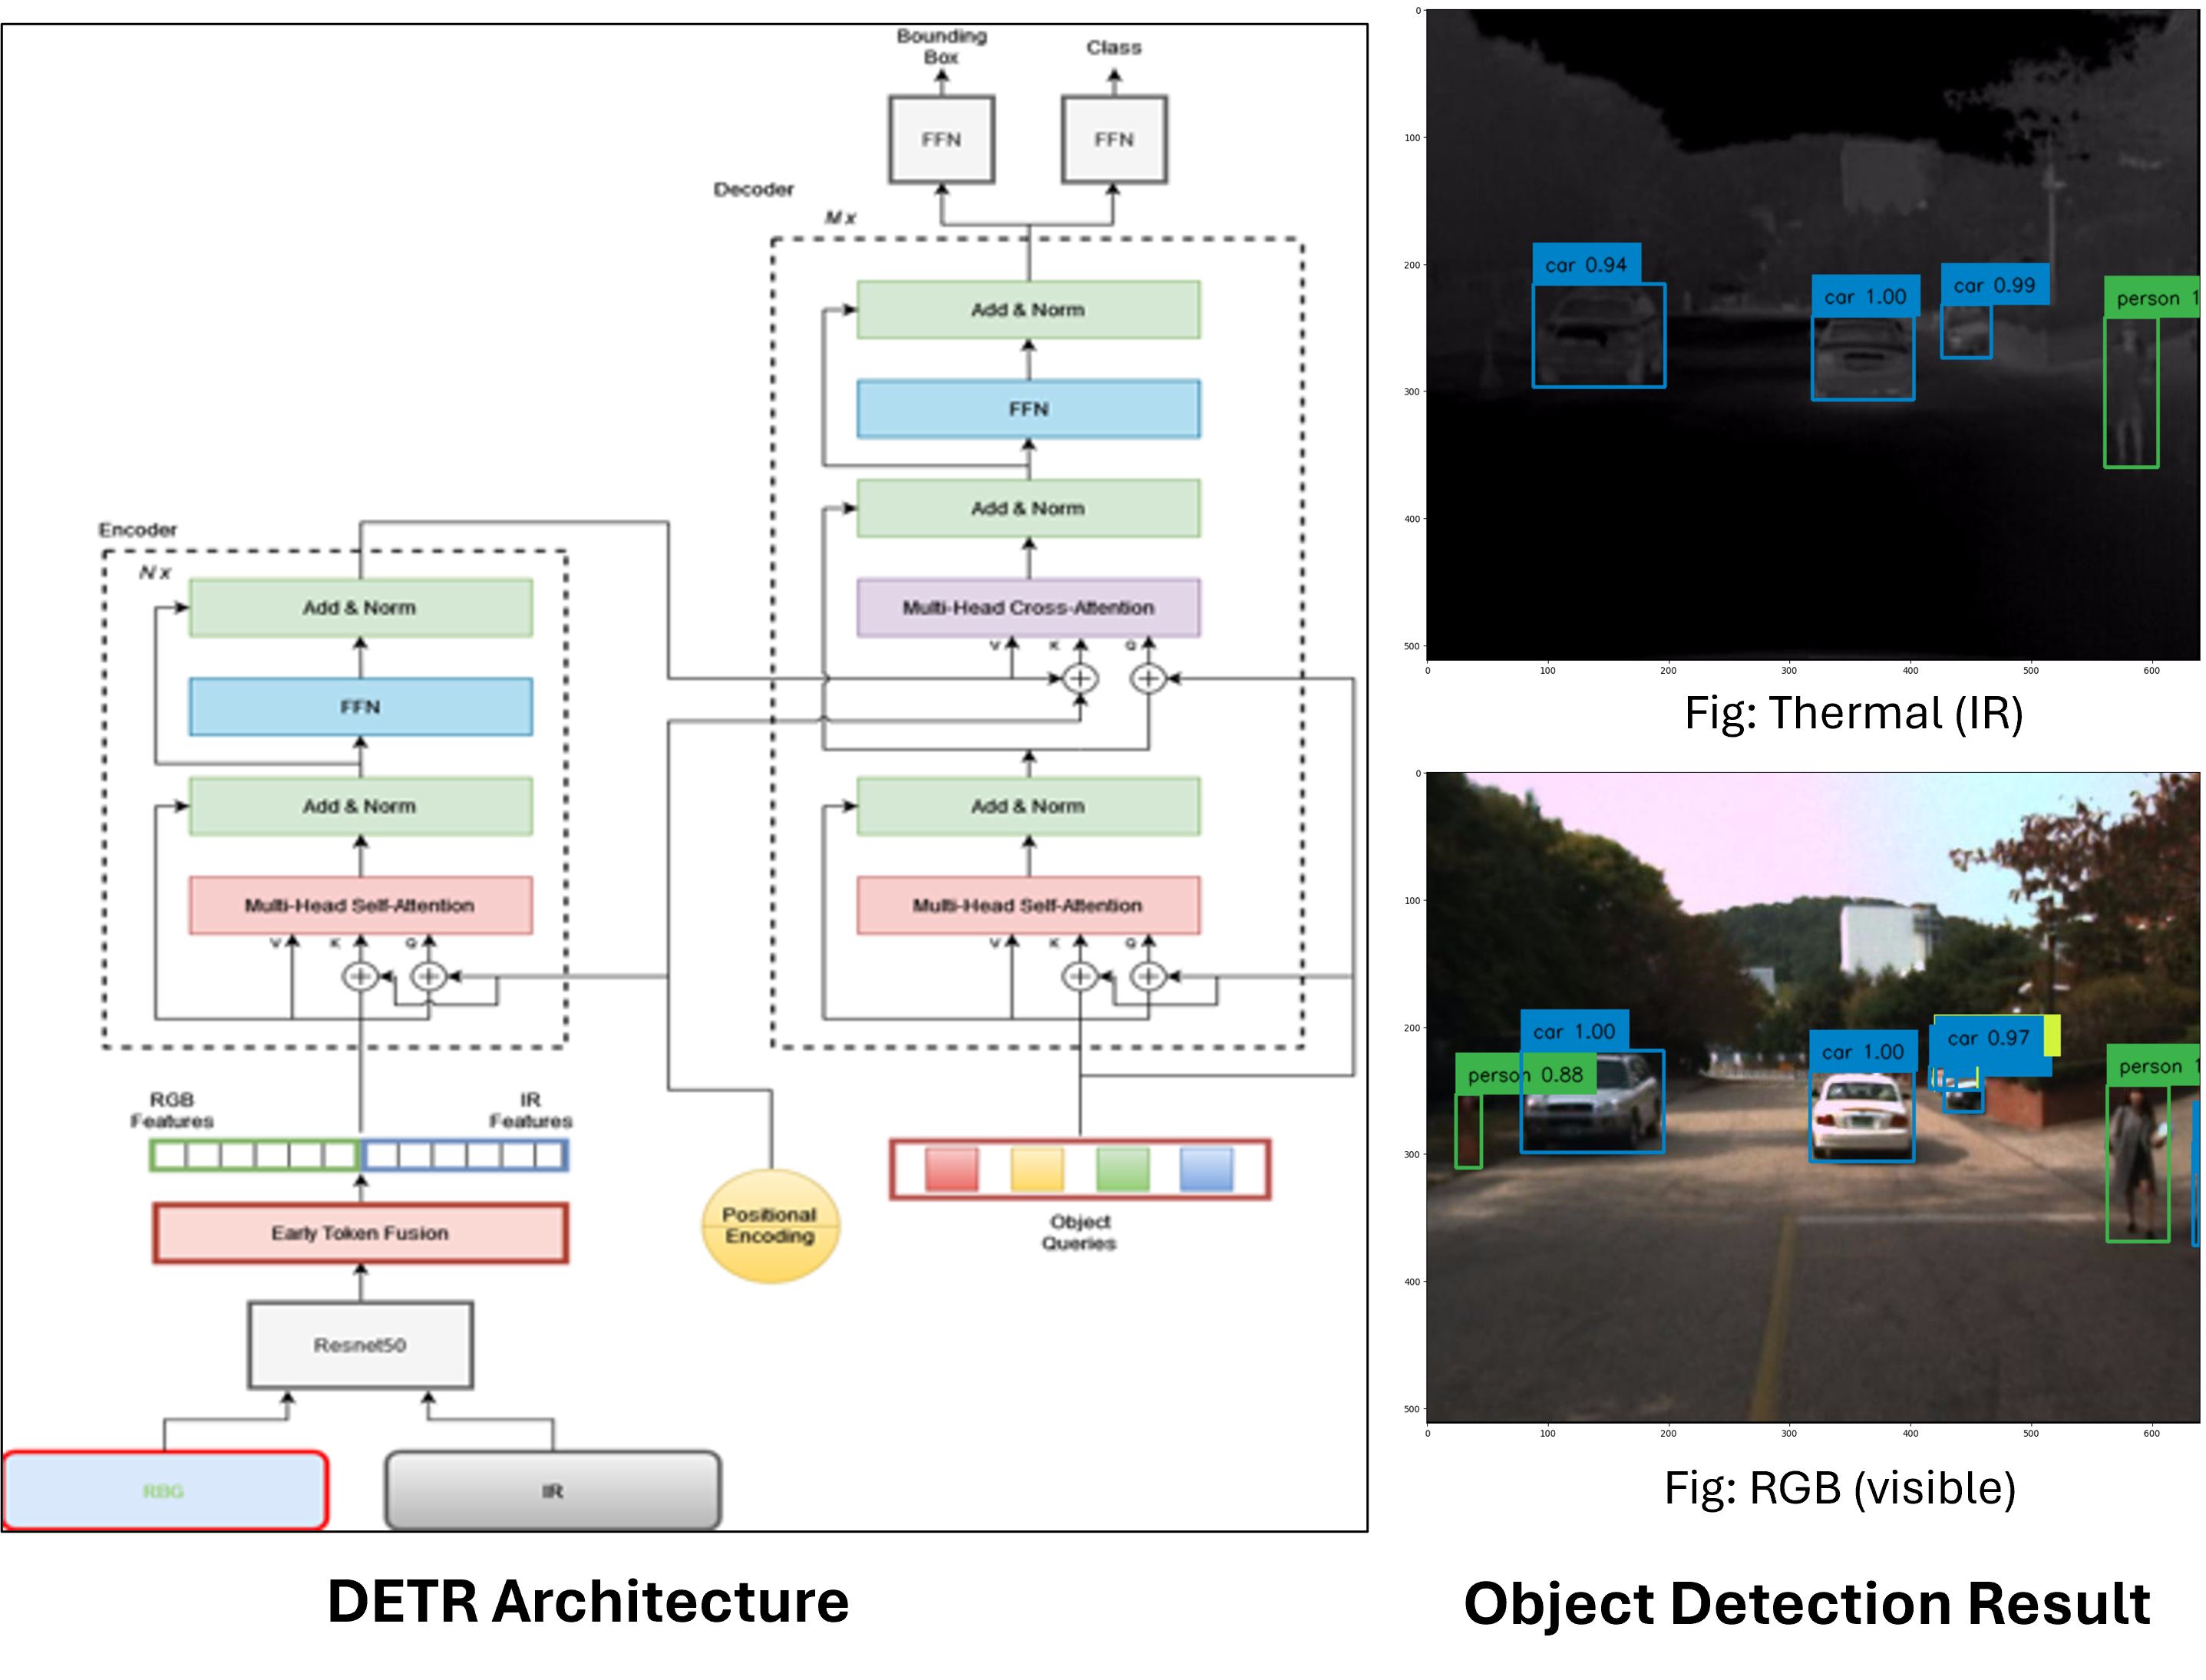 Bounding
Box
Class
FFN
FFN
Decoder
M x
Add & Norm
FFN
Add & Norm
Multi-Head Cross-Attention
V K Q
Add & Norm
Multi-Head Self-Attention
V K Q
Encoder
N x
Add & Norm
FFN
Add & Norm
Multi-Head Self-Attention
V K Q
RGB
Features
IR
Features
Early Token Fusion
Resnet50
RBG
IR
Positional
Encoding
Object
Queries
DETR Architecture
0
100
200
300
400
500
0 100 200 300 400 500 600
car 0.94
car 1.00
car 0.99
person 1
Fig: Thermal (IR)
0
100
200
300
400
500
0 100 200 300 400 500 600
car 1.00
person 0.88
car 1.00
car 0.97
person 1
Fig: RGB (visible)
Object Detection Result